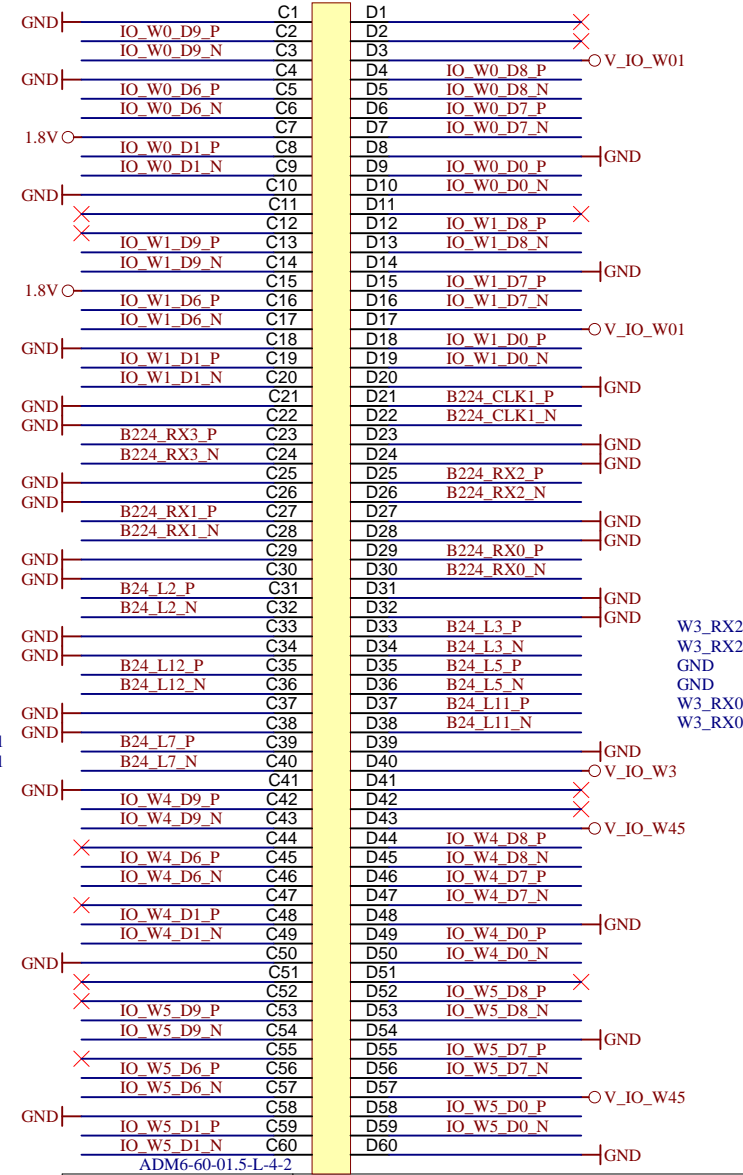 GND C1 D1
IO_W0_D9_P C2 D2
IO_W0_D9_N C3 D3 V_IO_W01
GND C4 D4 IO_W0_D8_P
IO_W0_D6_P C5 D5 IO_W0_D8_N
IO_W0_D6_N C6 D6 IO_W0_D7_P
1.8V C7 D7 IO_W0_D7_N
IO_W0_D1_P C8 D8 GND
IO_W0_D1_N C9 D9 IO_W0_D0_P
GND C10 D10 IO_W0_D0_N
C11 D11
C12 D12 IO_W1_D8_P
IO_W1_D9_P C13 D13 IO_W1_D8_N
IO_W1_D9_N C14 D14 GND
1.8V C15 D15 IO_W1_D7_P
IO_W1_D6_P C16 D16 IO_W1_D7_N
IO_W1_D6_N C17 D17 V_IO_W01
GND C18 D18 IO_W1_D0_P
IO_W1_D1_P C19 D19 IO_W1_D0_N
IO_W1_D1_N C20 D20 GND
GND C21 D21 B224_CLK1_P
GND C22 D22 B224_CLK1_N
B224_RX3_P C23 D23 GND
B224_RX3_N C24 D24 GND
GND C25 D25 B224_RX2_P
GND C26 D26 B224_RX2_N
B224_RX1_P C27 D27 GND
B224_RX1_N C28 D28 GND
GND C29 D29 B224_RX0_P
GND C30 D30 B224_RX0_N
B24_L2_P C31 D31 GND
B24_L2_N C32 D32 GND
GND C33 D33 B24_L3_P W3_RX2
GND C34 D34 B24_L3_N W3_RX2
B24_L12_P C35 D35 B24_L5_P GND
B24_L12_N C36 D36 B24_L5_N GND
GND C37 D37 B24_L11_P W3_RX0
GND C38 D38 B24_L11_N W3_RX0
B24_L7_P C39 D39 GND
B24_L7_N C40 D40 V_IO_W3
GND C41 D41
IO_W4_D9_P C42 D42
IO_W4_D9_N C43 D43 V_IO_W45
C44 D44 IO_W4_D8_P
IO_W4_D6_P C45 D45 IO_W4_D8_N
IO_W4_D6_N C46 D46 IO_W4_D7_P
C47 D47 IO_W4_D7_N
IO_W4_D1_P C48 D48 GND
IO_W4_D1_N C49 D49 IO_W4_D0_P
GND C50 D50 IO_W4_D0_N
C51 D51
C52 D52 IO_W5_D8_P
IO_W5_D9_P C53 D53 IO_W5_D8_N
IO_W5_D9_N C54 D54 GND
C55 D55 IO_W5_D7_P
IO_W5_D6_P C56 D56 IO_W5_D7_N
IO_W5_D6_N C57 D57 V_IO_W45
GND C58 D58 IO_W5_D0_P
IO_W5_D1_P C59 D59 IO_W5_D0_N
IO_W5_D1_N C60 D60 GND
ADM6-60-01.5-L-4-2